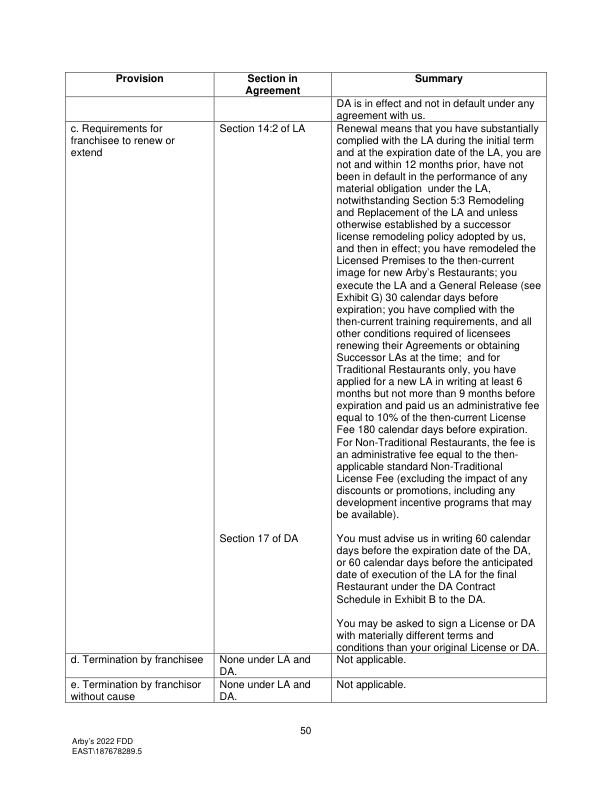 Provision
Section in
Agreement
Summary
DA is in effect and not in default under any
agreement with us.
c. Requirements for
franchisee to renew or
extend
Section 14:2 of LA
Renewal means that you have substantially
complied with the LA during the initial term
and at the expiration date of the LA, you are
not and within 12 months prior, have not
been in default in the performance of any
material obligation  under the LA,
notwithstanding Section 5:3 Remodeling
and Replacement of the LA and unless
otherwise established by a successor
license remodeling policy adopted by us,
and then in effect; you have remodeled the
Licensed Premises to the then-current
image for new Arby's Restaurants; you
execute the LA and a General Release (see
Exhibit G) 30 calendar days before
expiration; you have complied with the
then-current training requirements, and all
other conditions required of licensees
renewing their Agreements or obtaining
Successor LAs at the time;  and for
Traditional Restaurants only, you have
applied for a new LA in writing at least 6
months but not more than 9 months before
expiration and paid us an administrative fee
equal to 10% of the then-current License
Fee 180 calendar days before expiration.
For Non-Traditional Restaurants, the fee is
an administrative fee equal to the then-
applicable standard Non-Traditional
License Fee (excluding the impact of any
discounts or promotions, including any
development incentive programs that may
be available).
Section 17 of DA
You must advise us in writing 60 calendar
days before the expiration date of the DA,
or 60 calendar days before the anticipated
date of execution of the LA for the final
Restaurant under the DA Contract
Schedule in Exhibit B to the DA.
You may be asked to sign a License or DA
with materially different terms and
conditions than your original License or DA.
d. Termination by franchisee
None under LA and
DA.
Not applicable.
e. Termination by franchisor
without cause
None under LA and
DA.
Not applicable.
50
Arby's 2022 FDD
EAST\187678289.5